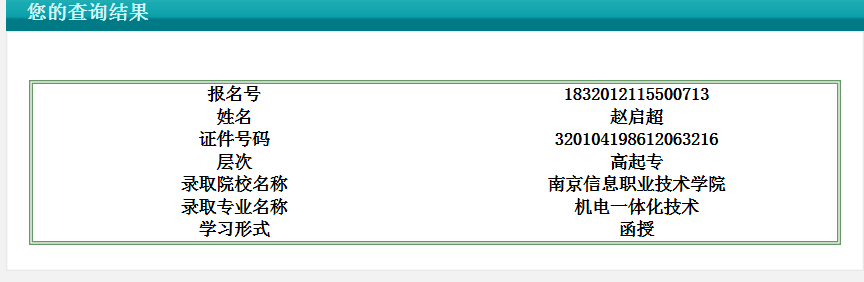 您的查询结果
报名号 1832012115500713
姓名 赵启超
证件号码 320104198612063216
层次 高起专
录取院校名称 南京信息职业技术学院
录取专业名称 机电一体化技术
学习形式 函授